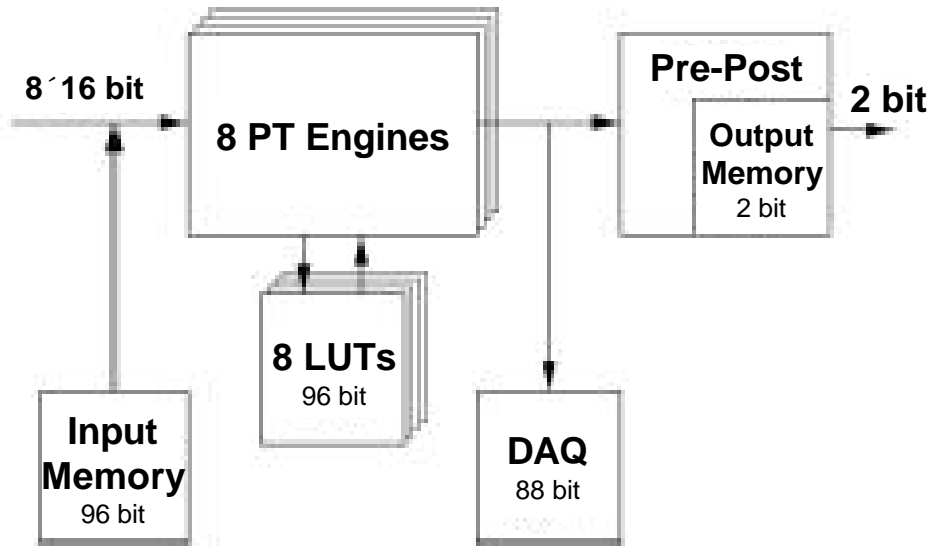 8´16 bit
8 PT Engines
Pre-Post
2 bit
Output
Memory
2 bit
8 LUTs
96 bit
Input
Memory
96 bit
DAQ
88 bit